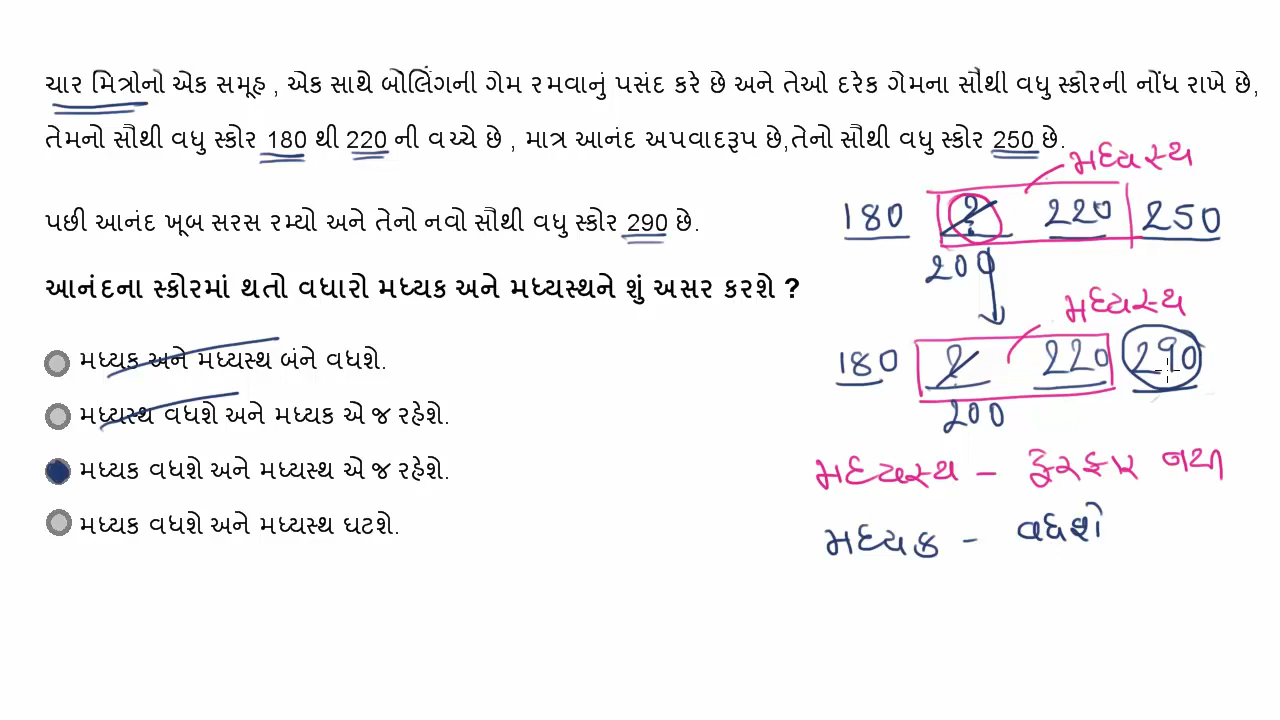 ચાર મિત્રોનો એક સમૂહ , એક સાથે બોલિંગની ગેમ રમવાનું પસંદ કરે છે અને તેઓ દરેક ગેમના સૌથી વધુ સ્કોરની નોંધ રાખે છે,
તેમનો સૌથી વધુ સ્કોર 180 થી 220 ની વચ્ચે છે , માત્ર આનંદ અપવાદરૂપ છે,તેનો સૌથી વધુ સ્કોર 250 છે.
મધ્યસ્થ
180 ? 220 250
200
પછી આનંદ ખૂબ સરસ રમ્યો અને તેનો નવો સૌથી વધુ સ્કોર 290 છે.
આનંદના સ્કોરમાં થતો વધારો મધ્યક અને મધ્યસ્થને શું અસર કરશે ?
મધ્યસ્થ
180 ? 220 290
200
મધ્યક અને મધ્યસ્થ બંને વધશે.
મધ્યસ્થ વધશે અને મધ્યક એ જ રહેશે.
મધ્યક વધશે અને મધ્યસ્થ એ જ રહેશે.
મધ્યક વધશે અને મધ્યસ્થ ઘટશે.
મધ્યસ્થ - ફેરફાર નથી
મધ્યક - વધશે